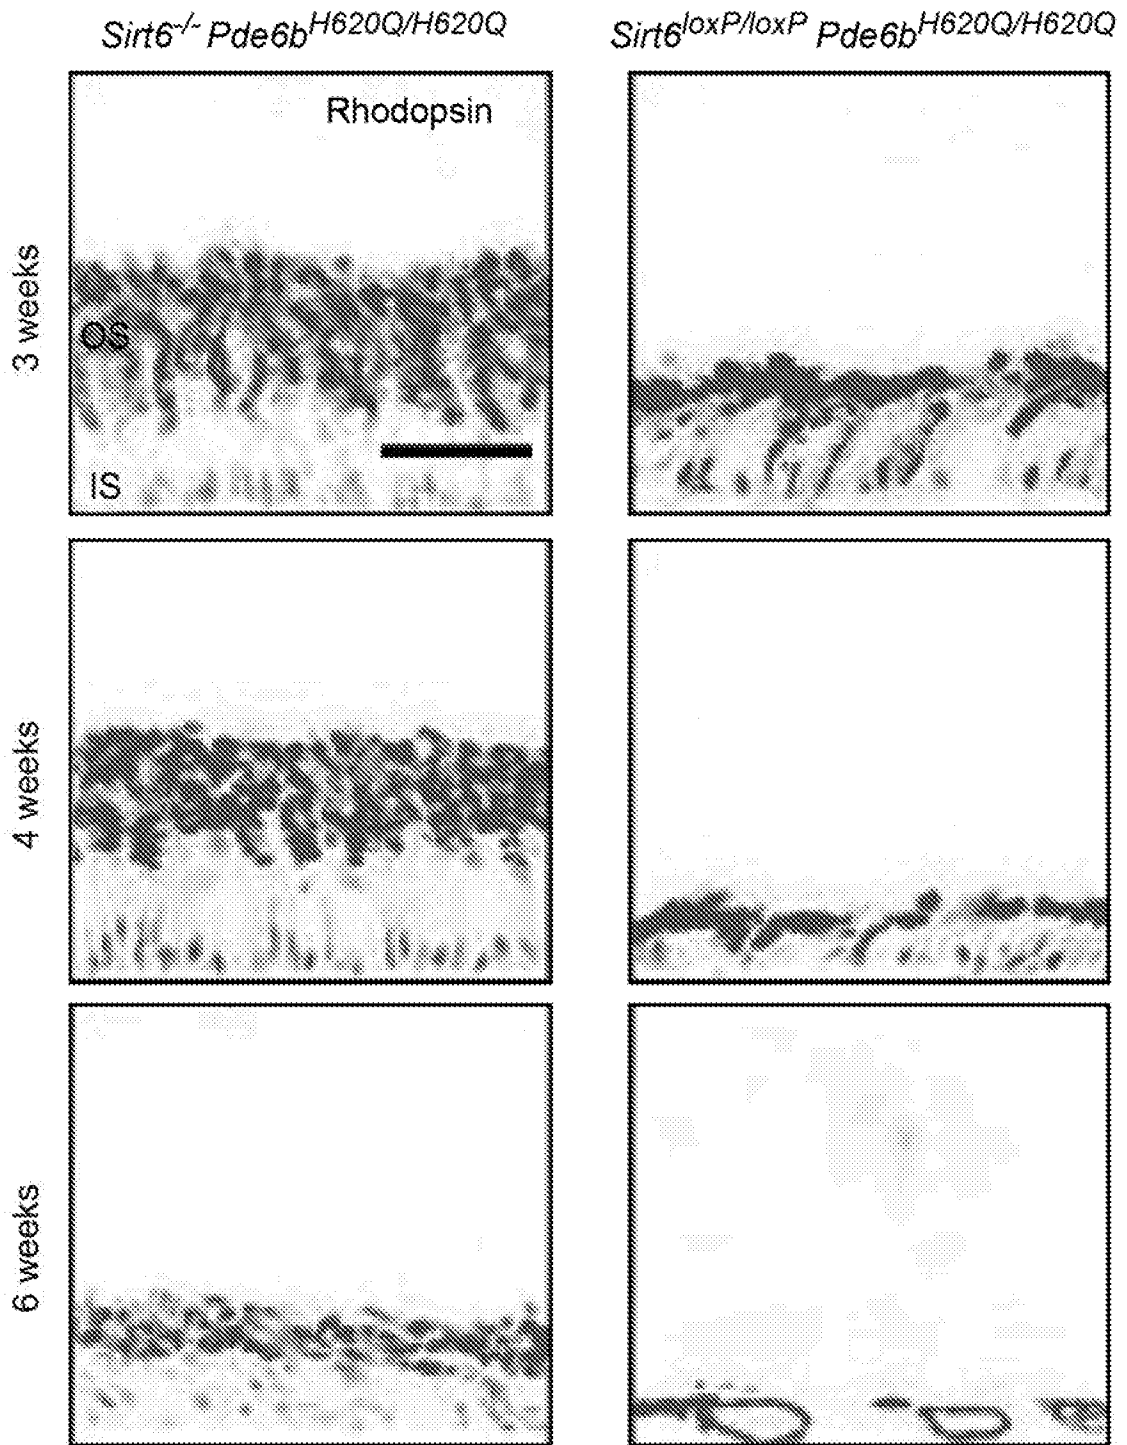 Sirt6-/- Pde6bH620Q/H620Q
Sirt6loxP/loxP Pde6bH620Q/H620Q
3 weeks
Rhodopsin
OS
IS
4 weeks
6 weeks